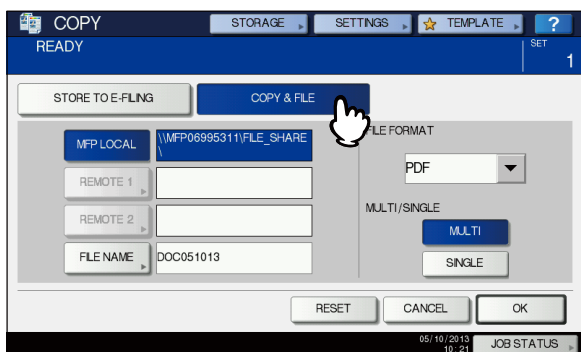 COPY
STORAGE
SETTINGS
TEMPLATE
?
READY
SET
1
STORE TO E-FILING
COPY & FILE
MFP LOCAL
\\MFP06995311\FILE_SHARE
\
FILE FORMAT
REMOTE 1
PDF
REMOTE 2
MULTI/SINGLE
MULTI
FILE NAME
DOC051013
SINGLE
RESET
CANCEL
OK
05/10/2013
10:21
JOB STATUS